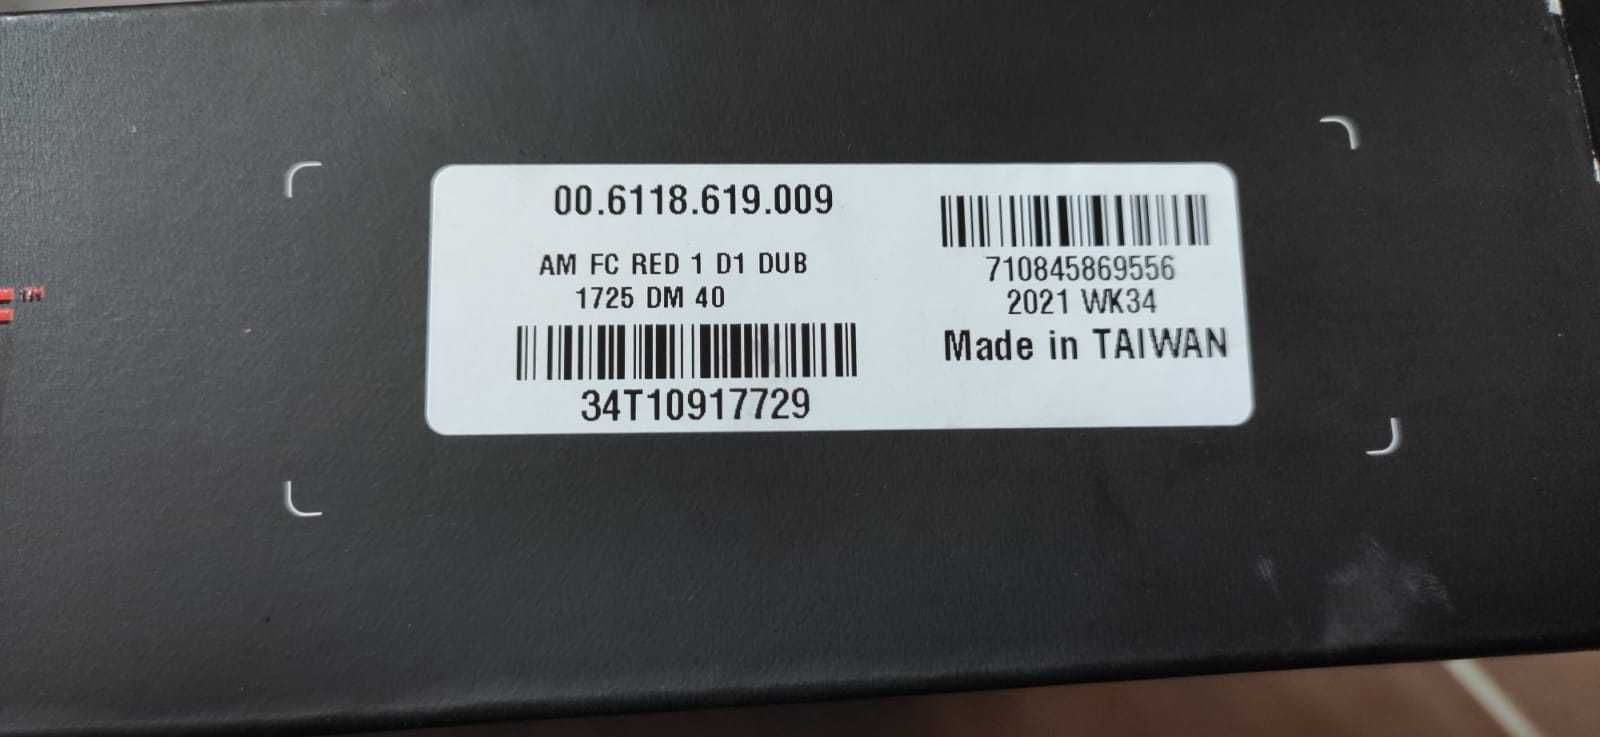 00.6118.619.009
AM FC RED 1 D1 DUB
1725 DM 40
34T10917729
710845869556
2021 WK34
Made in TAIWAN